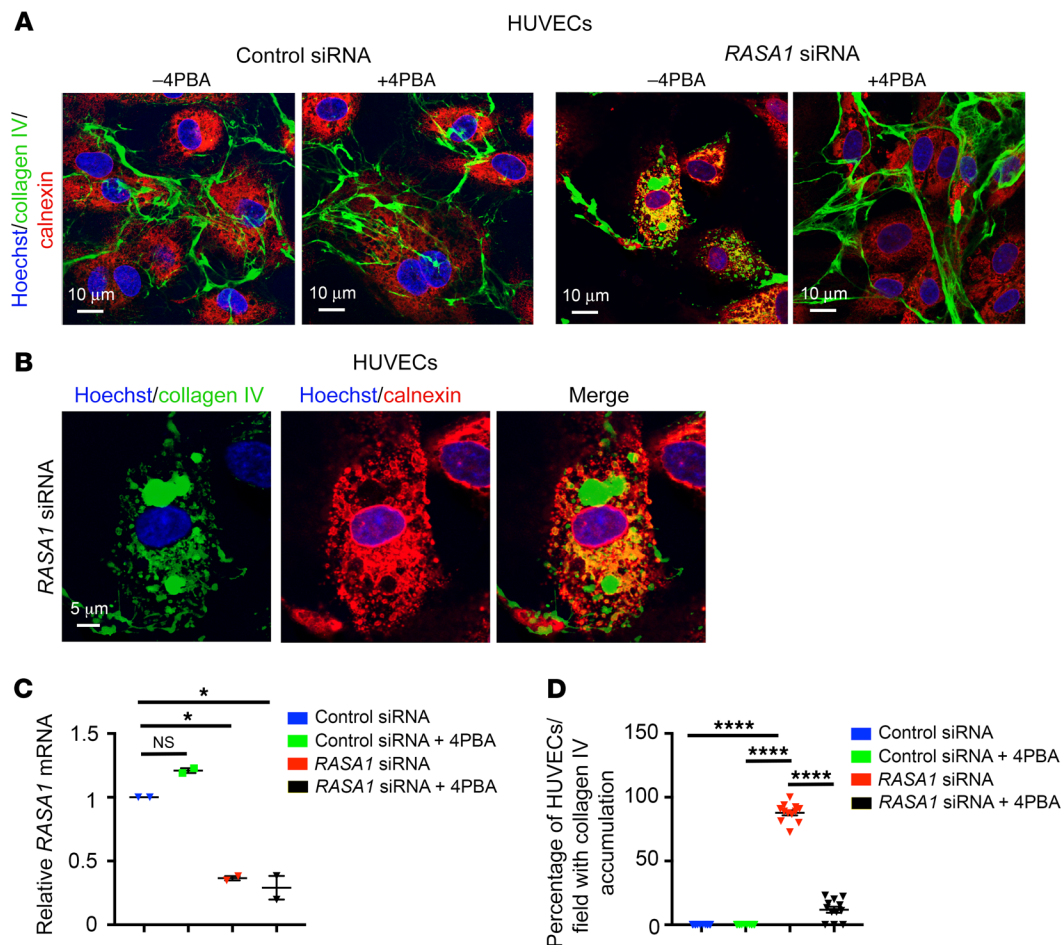 A
HUVECs
Control siRNA
RASA1 siRNA
–4PBA
+4PBA
–4PBA
+4PBA
Hoechst/collagen IV/
calnexin
10 μm
10 μm
10 μm
10 μm
B
HUVECs
Hoechst/collagen IV
Hoechst/calnexin
Merge
RASA1 siRNA
5 μm
C
Relative RASA1 mRNA
*
*
NS
1.5
1
0.5
0
Control siRNA
Control siRNA + 4PBA
RASA1 siRNA
RASA1 siRNA + 4PBA
D
Percentage of HUVECs/
field with collagen IV
accumulation
****
****
****
150
100
50
0
Control siRNA
Control siRNA + 4PBA
RASA1 siRNA
RASA1 siRNA + 4PBA